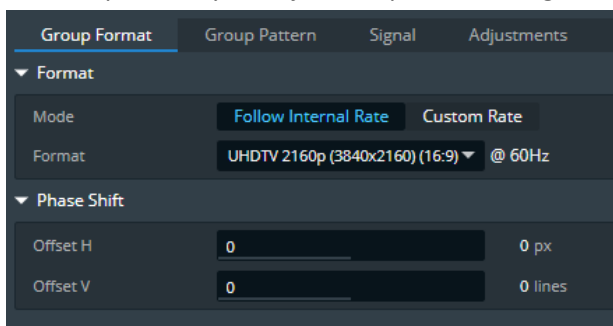 Group Format Group Pattern Signal Adjustments
Format
Mode Follow Internal Rate Custom Rate
Format UHDTV 2160p (3840x2160) (16:9) @ 60Hz
Phase Shift
Offset H 0 0 px
Offset V 0 0 lines